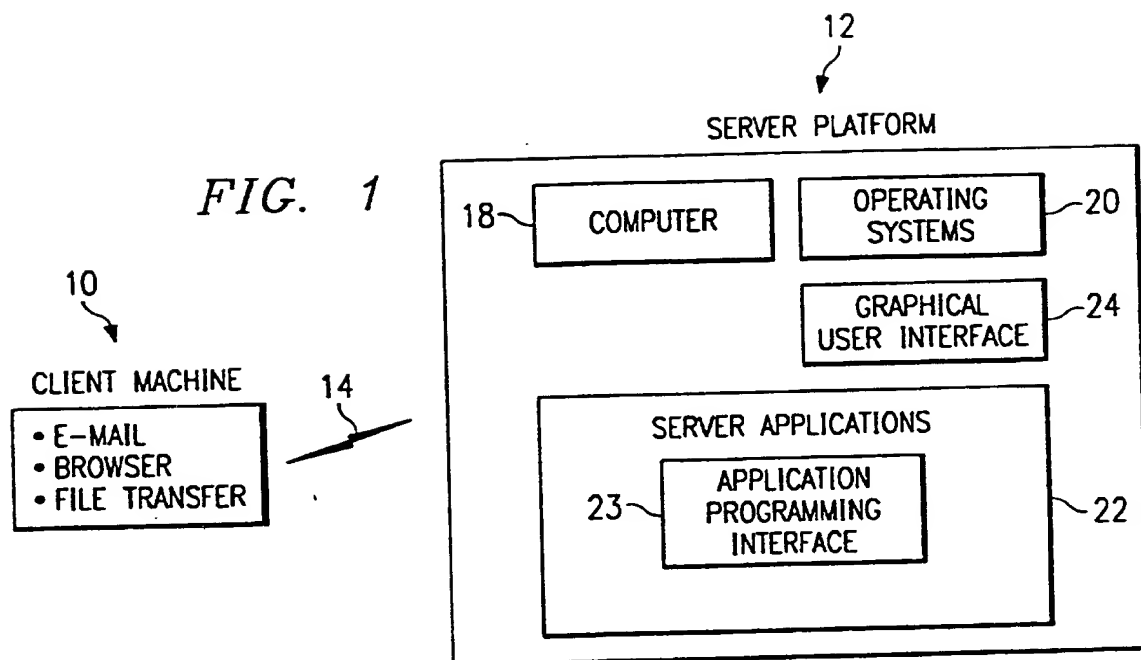 12
SERVER PLATFORM
FIG. 1
18
COMPUTER
OPERATING
SYSTEMS
20
10
GRAPHICAL
USER INTERFACE
24
CLIENT MACHINE
14
• E-MAIL
• BROWSER
• FILE TRANSFER
SERVER APPLICATIONS
23
APPLICATION
PROGRAMMING
INTERFACE
22